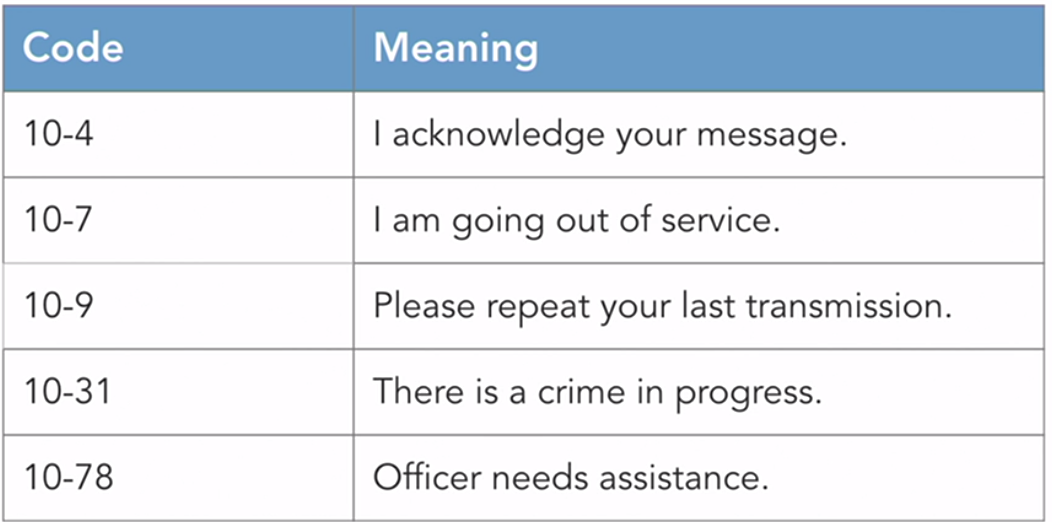 Code Meaning
10-4 I acknowledge your message.
10-7 I am going out of service.
10-9 Please repeat your last transmission.
10-31 There is a crime in progress.
10-78 Officer needs assistance.